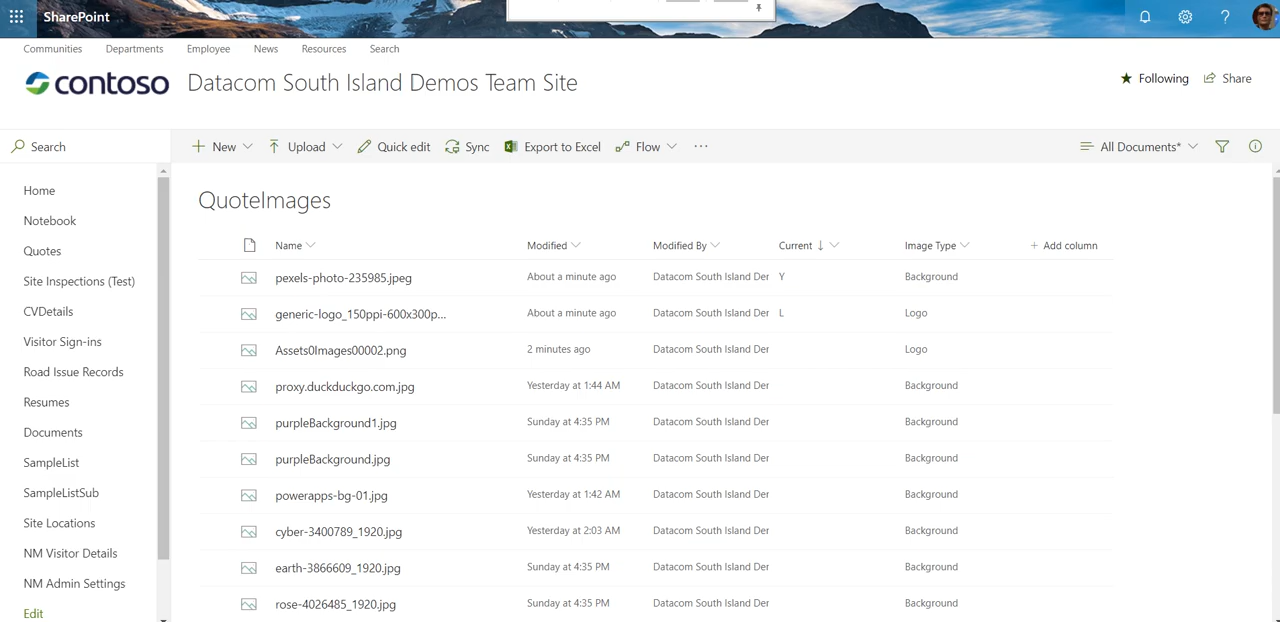 SharePoint
?
Communities Departments Employee News Resources Search
contoso Datacom South Island Demos Team Site
Following Share
Search
New Upload Quick edit Sync Export to Excel Flow ... All Documents*
Home
Notebook
Quotes
Site Inspections (Test)
CVDetails
Visitor Sign-ins
Road Issue Records
Resumes
Documents
SampleList
SampleListSub
Site Locations
NM Visitor Details
NM Admin Settings
Edit
QuoteImages
Name Modified Modified By Current Image Type + Add column
pexels-photo-235985.jpeg About a minute ago Datacom South Island Der Y Background
generic-logo_150ppi-600x300p... About a minute ago Datacom South Island Der L Logo
Assets0Images00002.png 2 minutes ago Datacom South Island Der Logo
proxy.duckduckgo.com.jpg Yesterday at 1:44 AM Datacom South Island Der Background
purpleBackground1.jpg Sunday at 4:35 PM Datacom South Island Der Background
purpleBackground.jpg Sunday at 4:35 PM Datacom South Island Der Background
powerapps-bg-01.jpg Yesterday at 1:42 AM Datacom South Island Der Background
cyber-3400789_1920.jpg Yesterday at 2:03 AM Datacom South Island Der Background
earth-3866609_1920.jpg Sunday at 4:35 PM Datacom South Island Der Background
rose-4026485_1920.jpg Sunday at 4:35 PM Datacom South Island Der Background